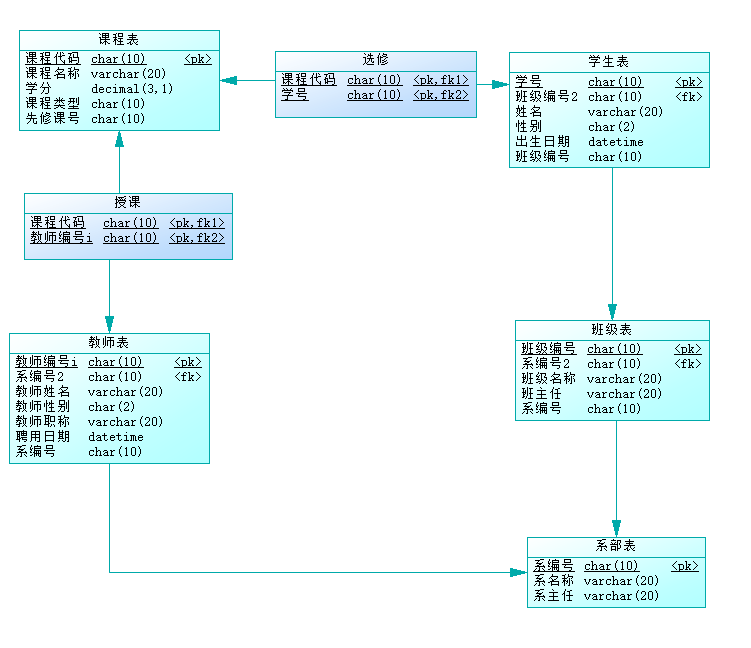 课程表
课程代码 char(10) <pk>
课程名称 varchar(20)
学分 decimal(3,1)
课程类型 char(10)
先修课号 char(10)
选修
课程代码 char(10) <pk,fk1>
学号 char(10) <pk,fk2>
学生表
学号 char(10) <pk>
班级编号2 char(10) <fk>
姓名 varchar(20)
性别 char(2)
出生日期 datetime
班级编号 char(10)
授课
课程代码 char(10) <pk,fk1>
教师编号i char(10) <pk,fk2>
教师表
教师编号i char(10) <pk>
系编号2 char(10) <fk>
教师姓名 varchar(20)
教师性别 char(2)
教师职称 varchar(20)
聘用日期 datetime
系编号 char(10)
班级表
班级编号 char(10) <pk>
系编号2 char(10) <fk>
班级名称 varchar(20)
班主任 varchar(20)
系编号 char(10)
系部表
系编号 char(10) <pk>
系名称 varchar(20)
系主任 varchar(20)